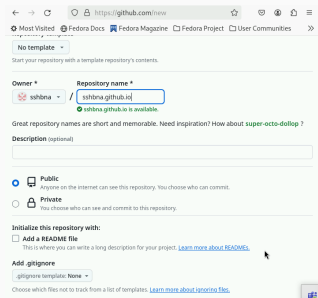 https://github.com/new
Most Visited Fedora Docs Fedora Magazine Fedora Project User Communities
No template
Start your repository with a template repository's contents.
Owner * Repository name *
sshbna / sshbna.github.io
sshbna.github.io is available.
Great repository names are short and memorable. Need inspiration? How about super-octo-dollop ?
Description (optional)
Public
Anyone on the internet can see this repository. You choose who can commit.
Private
You choose who can see and commit to this repository.
Initialize this repository with:
Add a README file
This is where you can write a long description for your project. Learn more about READMEs.
Add .gitignore
.gitignore template: None
Choose which files not to track from a list of templates. Learn more about ignoring files.